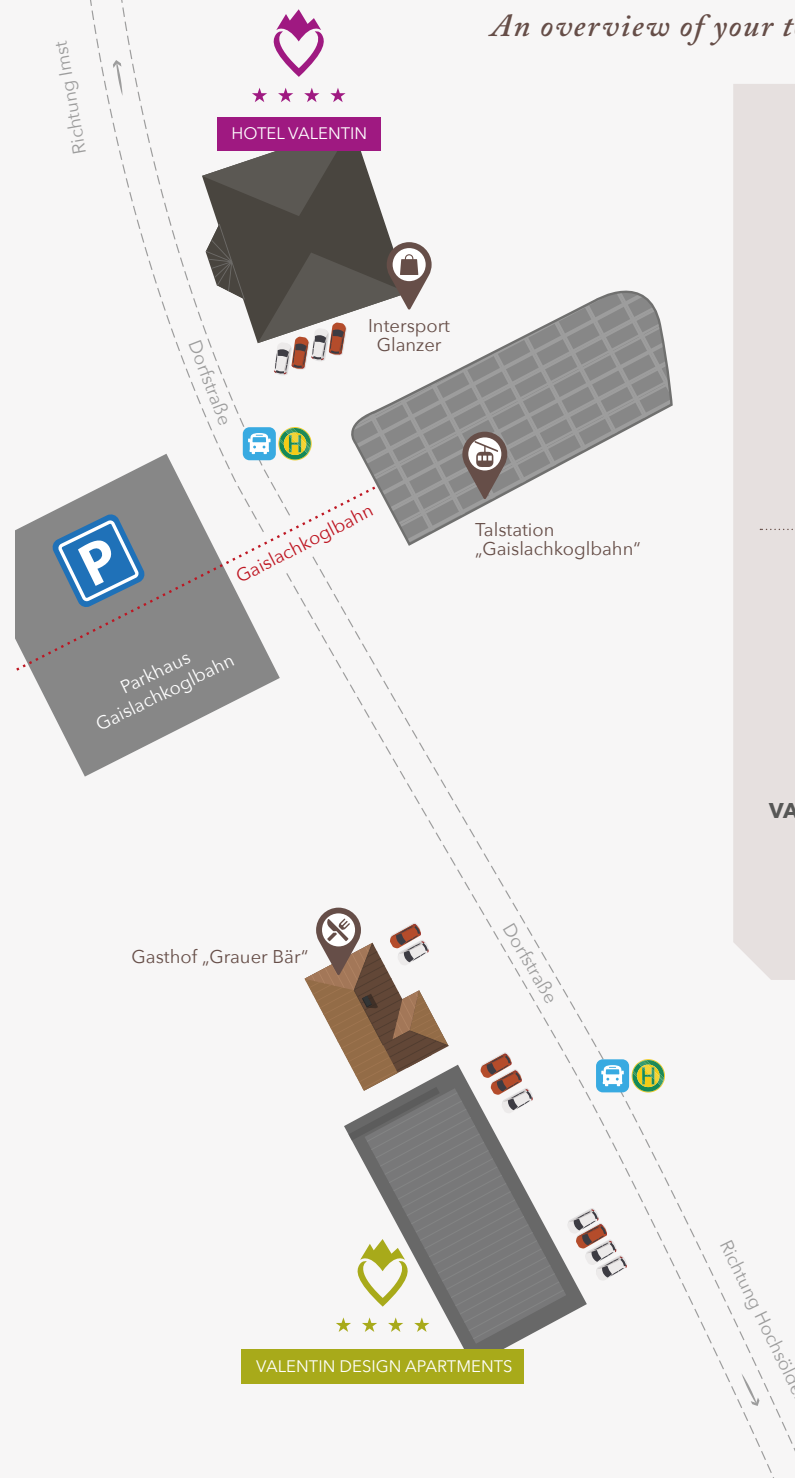 An overview of your
Richtung Imst
HOTEL VALENTIN
Intersport
Glanzer
Dorfstraße
H
Talstation
„Gaislachkoglbahn“
Gaislachkoglbahn
P
Parkhaus
Gaislachkoglbahn
VA
Gasthof „Grauer Bär“
Dorfstraße
H
Richtung
VALENTIN DESIGN APARTMENTS